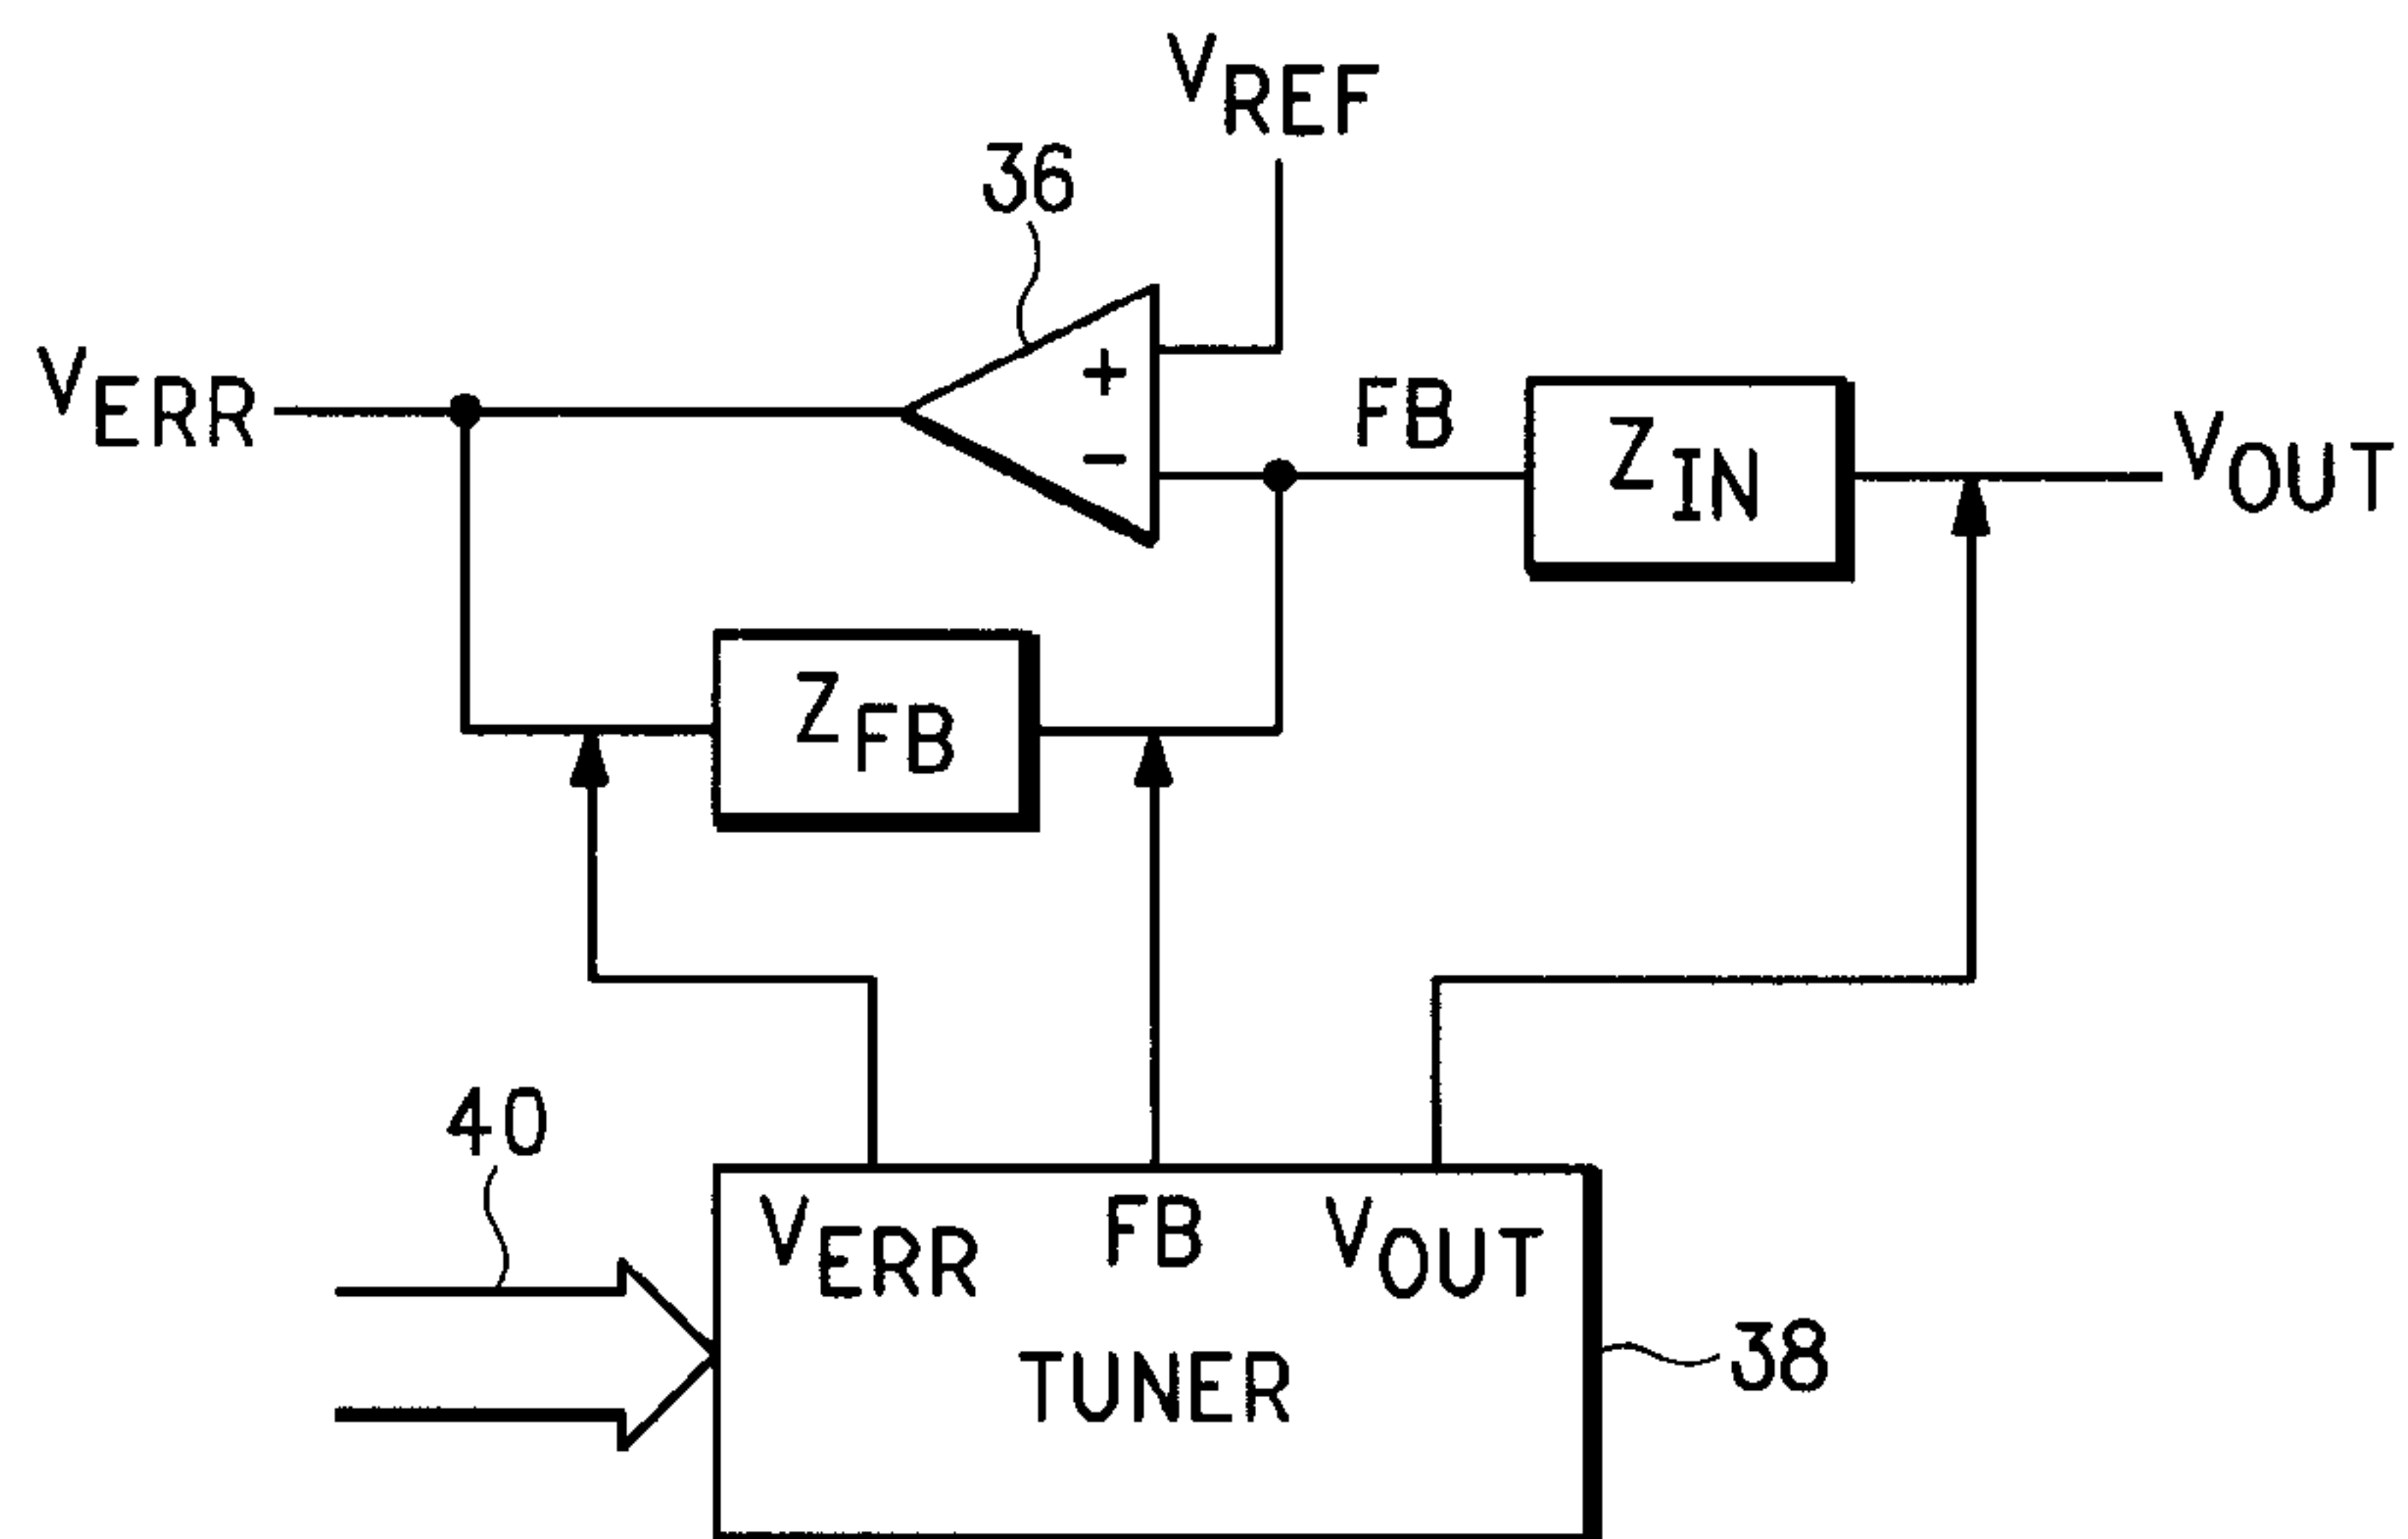 VREF
36
VERR
FB
ZIN
VOUT
ZFB
40
VERR FB VOUT
TUNER
38
+
−